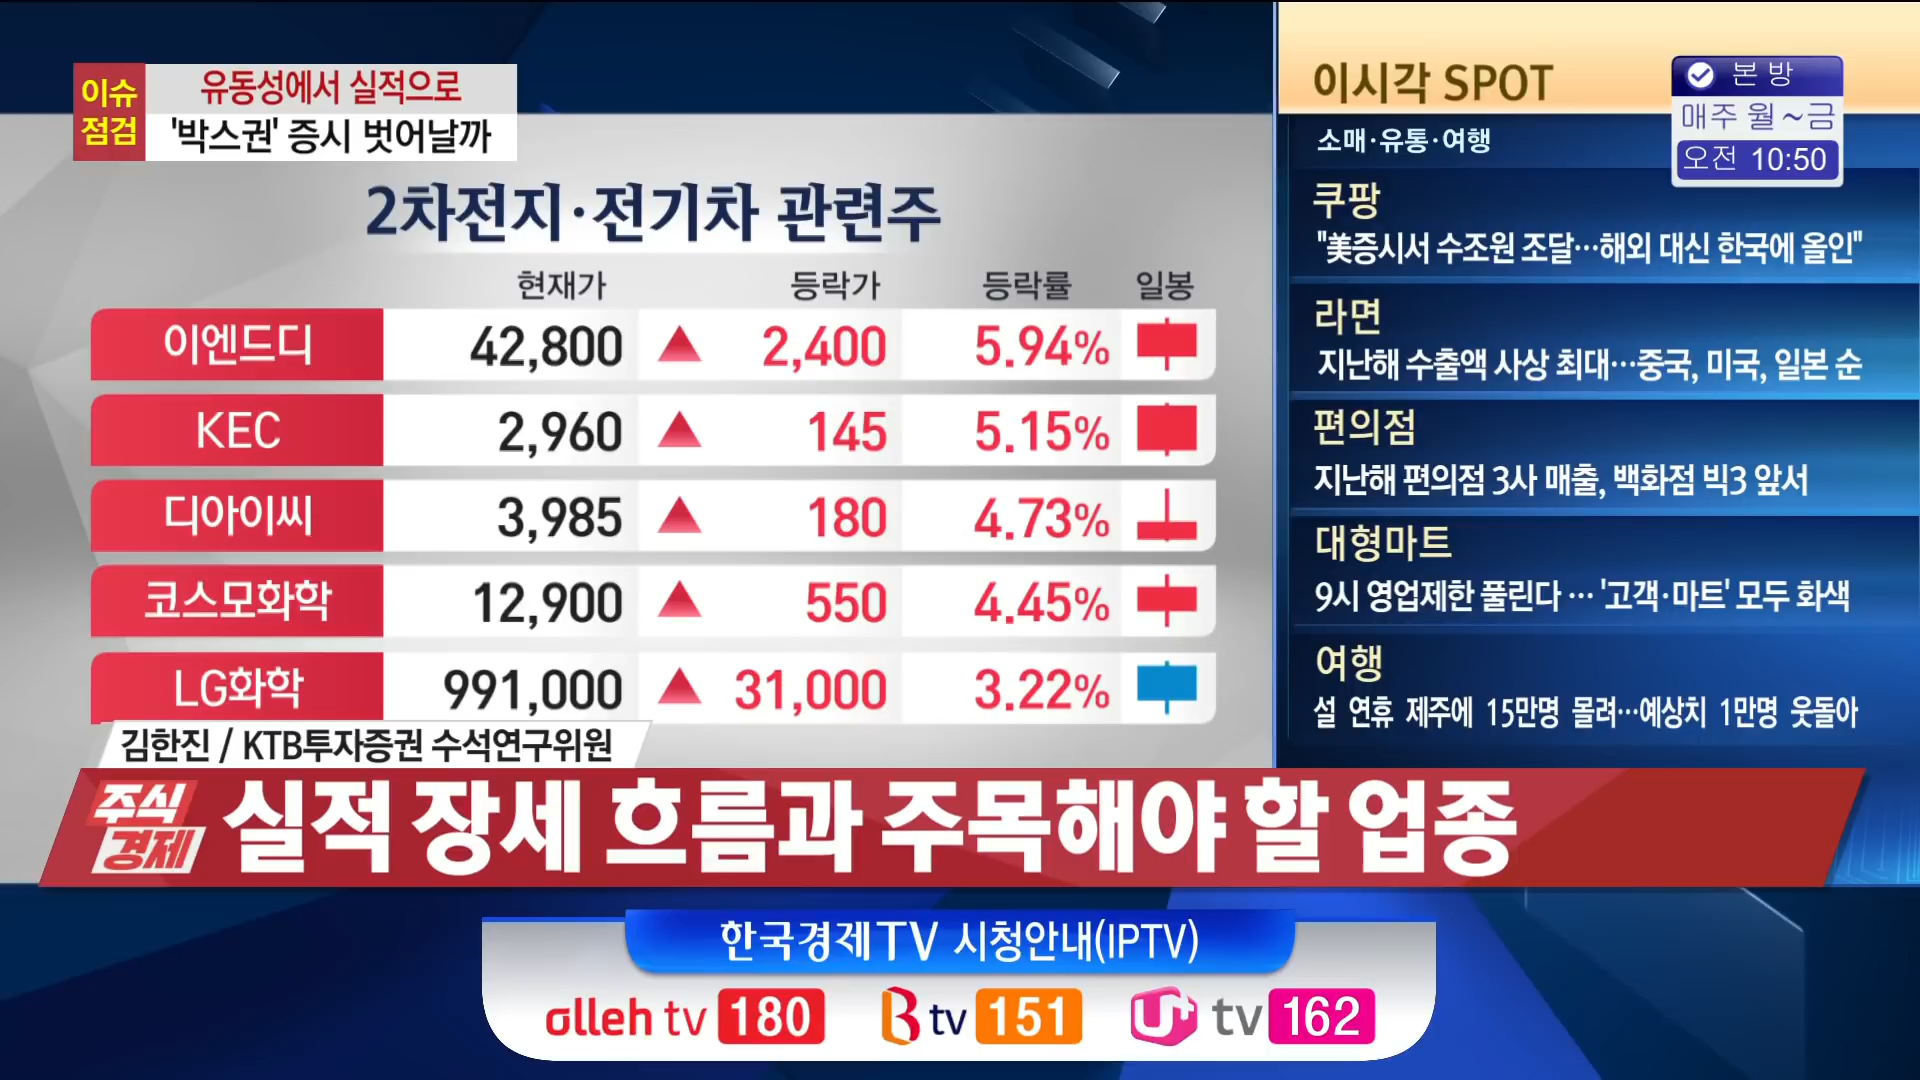 이슈
점검
유동성에서 실적으로
'박스권' 증시 벗어날까
2차전지·전기차 관련주
현재가 등락가 등락률 일봉
이엔드디 42,800 ▲ 2,400 5.94%
KEC 2,960 ▲ 145 5.15%
디아이씨 3,985 ▲ 180 4.73%
코스모화학 12,900 ▲ 550 4.45%
LG화학 991,000 ▲ 31,000 3.22%
이시각 SPOT
본 방
매주 월~금
오전 10:50
소매·유통·여행
쿠팡
"美증시서 수조원 조달…해외 대신 한국에 올인"
라면
지난해 수출액 사상 최대…중국, 미국, 일본 순
편의점
지난해 편의점 3사 매출, 백화점 빅3 앞서
대형마트
9시 영업제한 풀린다 … '고객·마트' 모두 화색
여행
설 연휴 제주에 15만명 몰려…예상치 1만명 웃돌아
김한진 / KTB투자증권 수석연구위원
주식
경제
실적 장세 흐름과 주목해야 할 업종
한국경제TV 시청안내(IPTV)
olleh tv 180 B tv 151 U+ tv 162